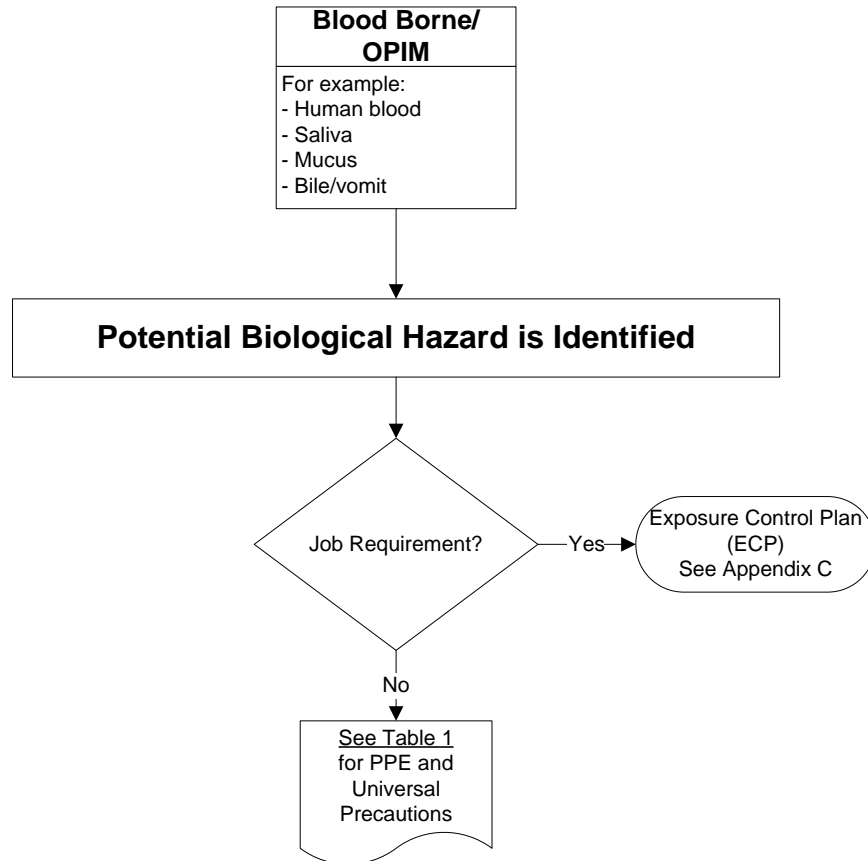 Blood Borne/
OPIM
For example:
- Human blood
- Saliva
- Mucus
- Bile/vomit
Potential Biological Hazard is Identified
Job Requirement?
Yes
Exposure Control Plan
(ECP)
See Appendix C
No
See Table 1
for PPE and
Universal
Precautions